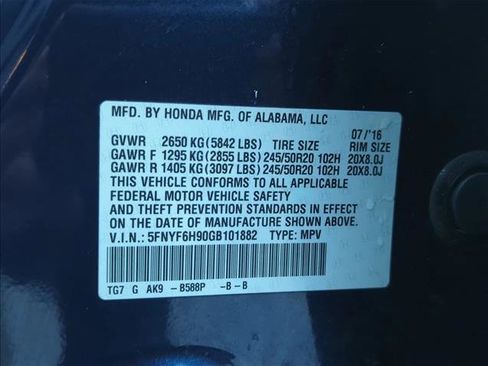 MFD. BY HONDA MFG. OF ALABAMA, LLC 07/'16
GVWR 2650 KG (5842 LBS) TIRE SIZE RIM SIZE
GAWR F 1295 KG (2855 LBS) 245/50R20 102H 20X8.0J
GAWR R 1405 KG (3097 LBS) 245/50R20 102H 20X8.0J
THIS VEHICLE CONFORMS TO ALL APPLICABLE
FEDERAL MOTOR VEHICLE SAFETY
AND THEFT PREVENTION STANDARDS IN EFFECT
ON THE DATE OF MANUFACTURE SHOWN ABOVE.
V.I.N.: 5FNYF6H90GB101882 TYPE: MPV
TG7 G AK9 -B588P -B-B